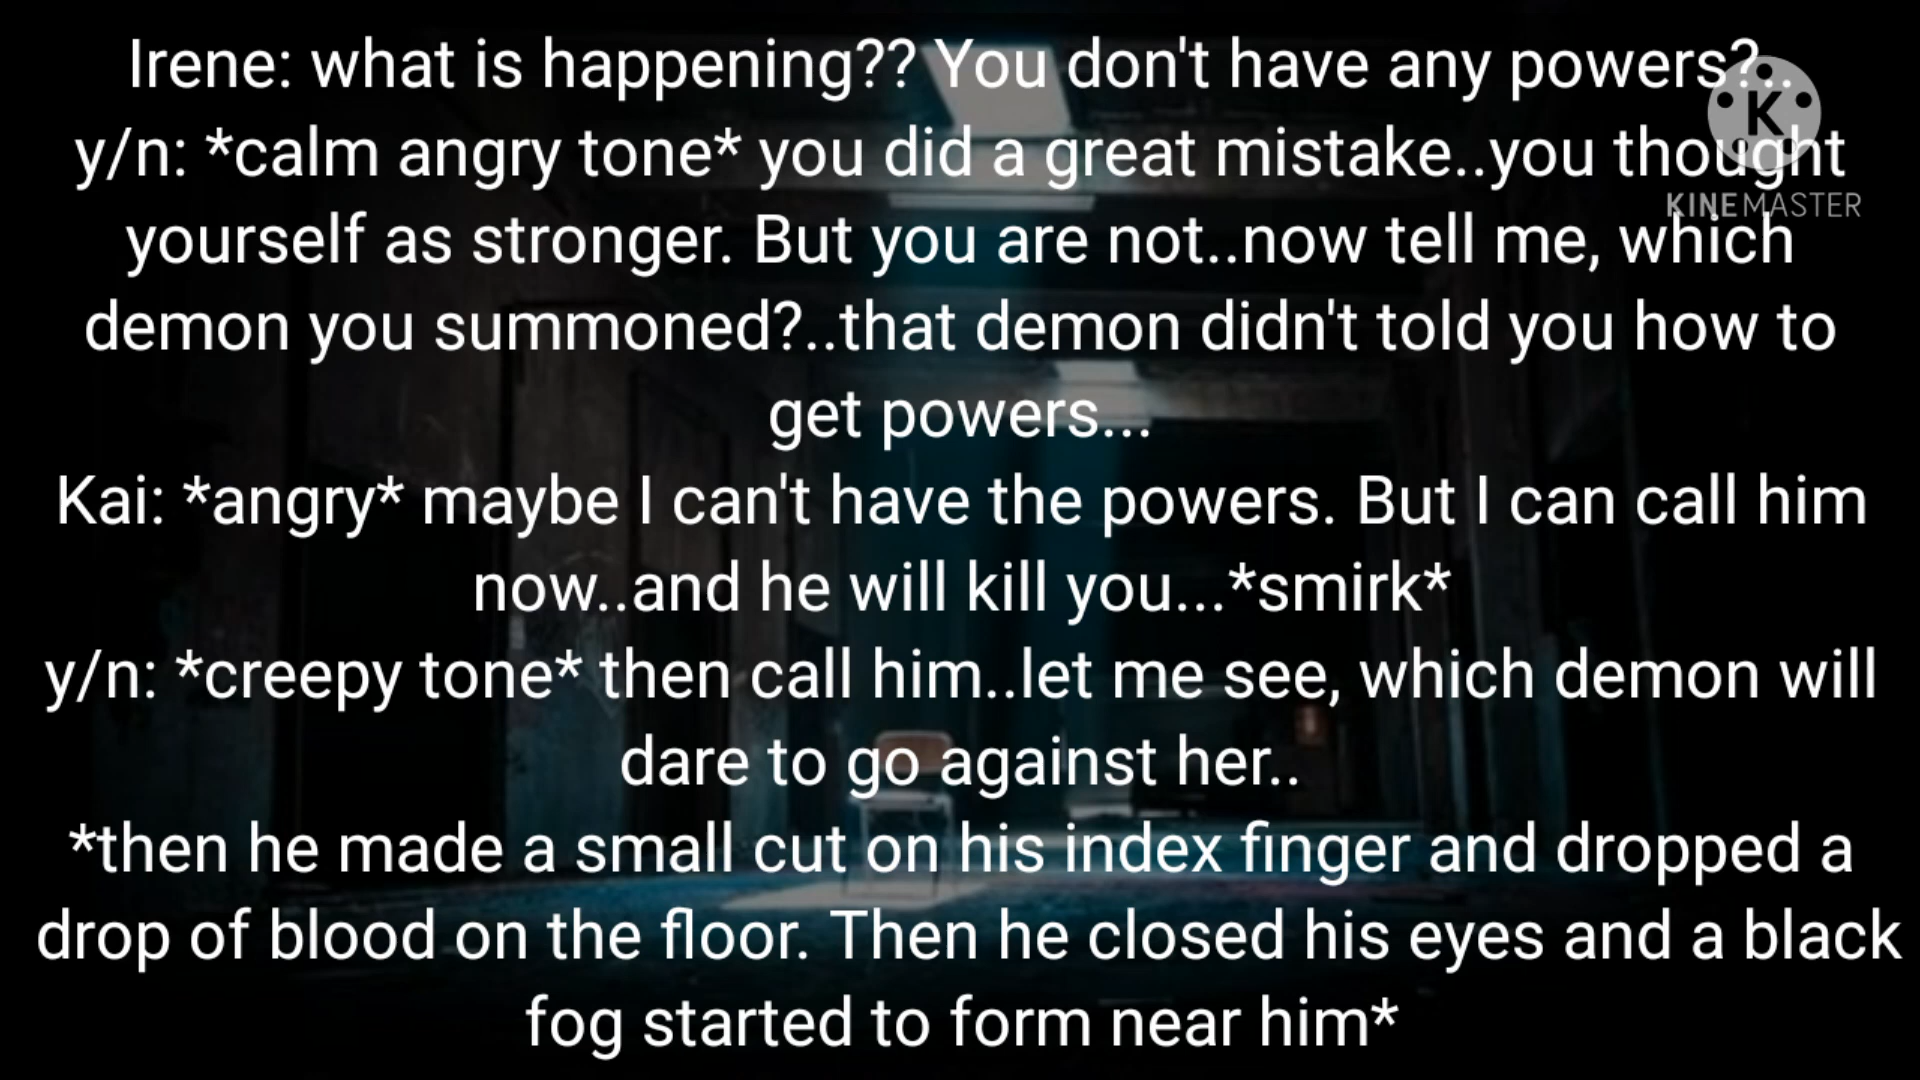 Irene: what is happening?? You don't have any powers?..
y/n: *calm angry tone* you did a great mistake..you thought
yourself as stronger. But you are not..now tell me, which
demon you summoned?..that demon didn't told you how to
get powers...
Kai: *angry* maybe I can't have the powers. But I can call him
now..and he will kill you...*smirk*
y/n: *creepy tone* then call him..let me see, which demon will
dare to go against her..
*then he made a small cut on his index finger and dropped a
drop of blood on the floor. Then he closed his eyes and a black
fog started to form near him*
K
KINEMASTER